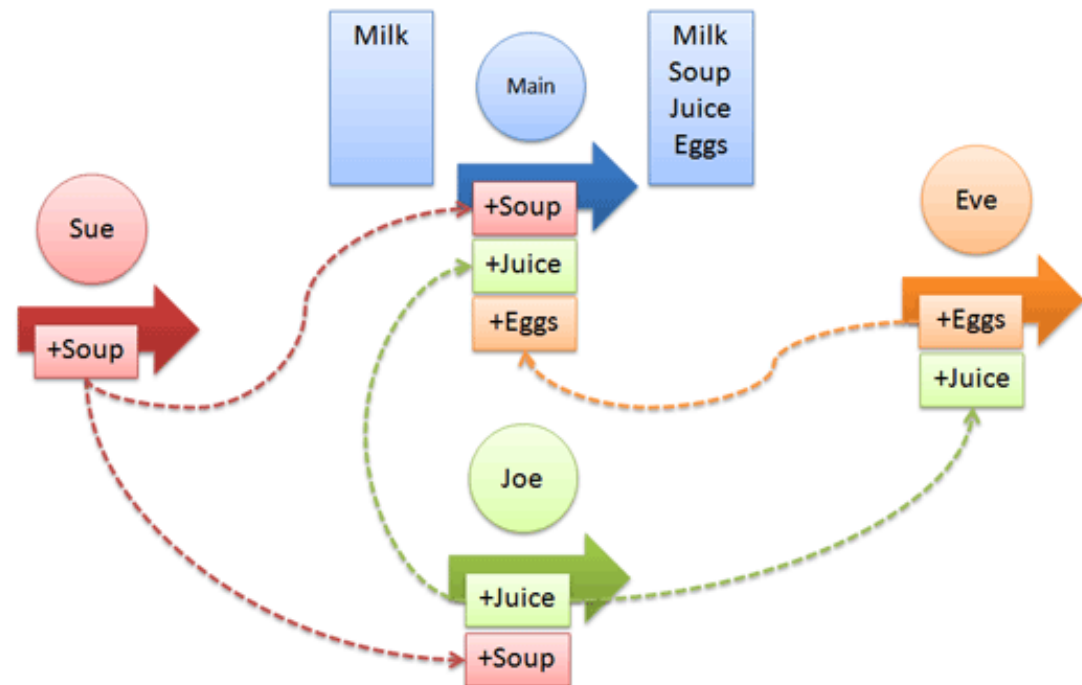 Milk
Main
Milk
Soup
Juice
Eggs
Sue
+Soup
+Soup
+Juice
+Eggs
Eve
+Eggs
+Juice
Joe
+Juice
+Soup